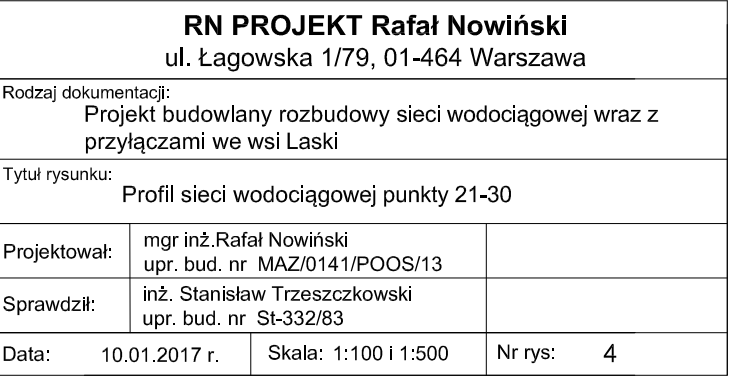 RN PROJEKT Rafał Nowiński
ul. Łagowska 1/79, 01-464 Warszawa
Rodzaj dokumentacji:
Projekt budowlany rozbudowy sieci wodociągowej wraz z
przyłączami we wsi Laski
Tytuł rysunku:
Profil sieci wodociągowej punkty 21-30
Projektował:
mgr inż.Rafał Nowiński
upr. bud. nr MAZ/0141/POOS/13
Sprawdził:
inż. Stanisław Trzeszczkowski
upr. bud. nr St-332/83
Data: 10.01.2017 r. Skala: 1:100 i 1:500 Nr rys: 4